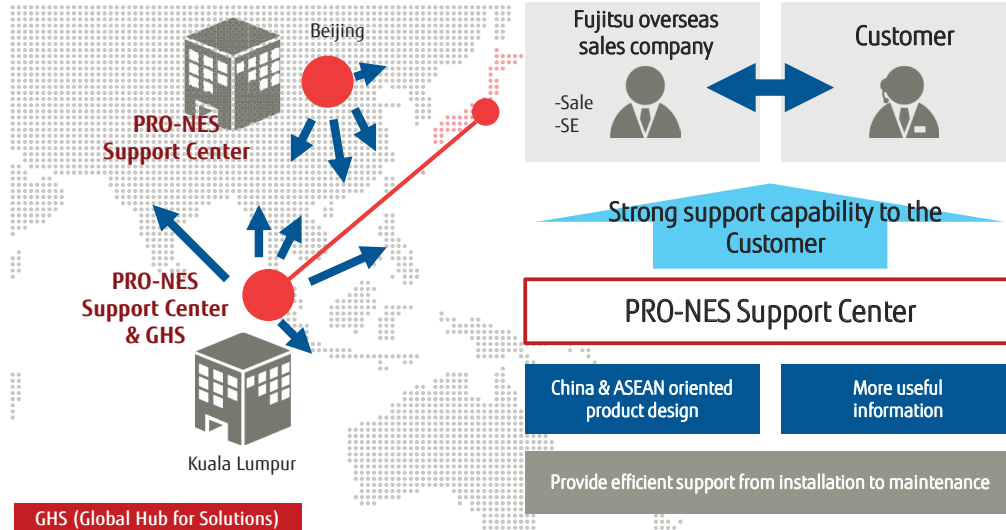 Beijing
PRO-NES
Support Center
PRO-NES
Support Center
& GHS
Kuala Lumpur
GHS (Global Hub for Solutions)
Fujitsu overseas
sales company
-Sale
-SE
Customer
Strong support capability to the
Customer
PRO-NES Support Center
China & ASEAN oriented
product design
More useful
information
Provide efficient support from installation to maintenance